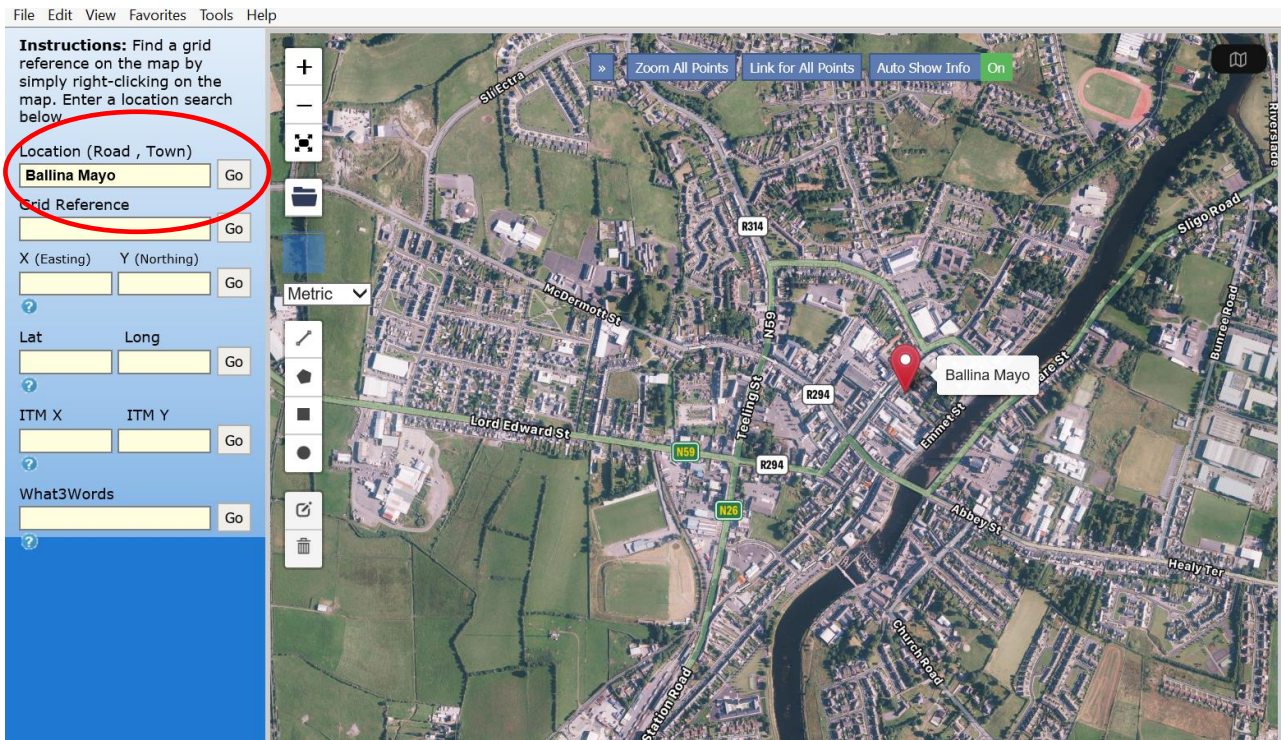 File Edit View Favorites Tools Help
Instructions: Find a grid
reference on the map by
simply right-clicking on the
map. Enter a location search
below
Location (Road , Town)
Ballina Mayo Go
Grid Reference
Go
X (Easting) Y (Northing)
Go
?
Lat Long
Go
?
ITM X ITM Y
Go
?
What3Words
Go
?
+
−
Metric
» Zoom All Points Link for All Points Auto Show Info On
Sli Ectra
Riverslade
Sligo Road
R314
McDermott St
N59
Bunree Road
Ballina Mayo
are St
Teeling St
R294
Emmet St
Lord Edward St
N59
R294
N26
Abbey St
Healy Ter
Church Road
Station Road